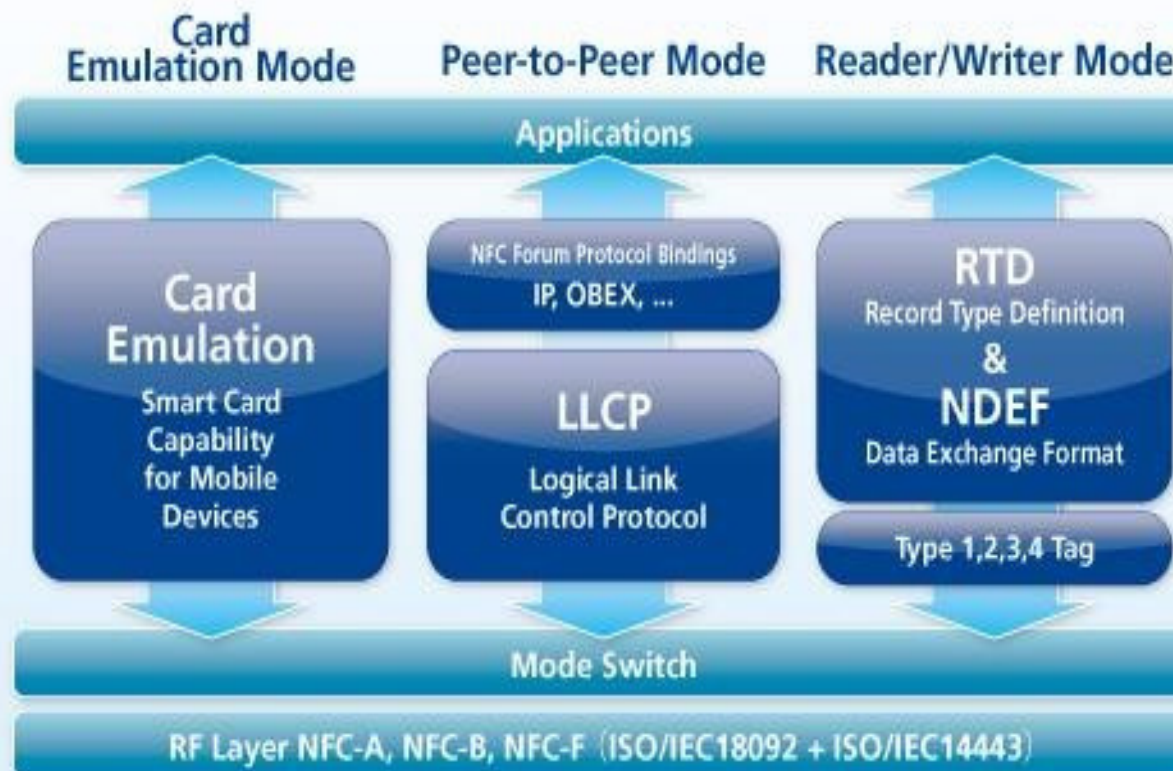 Card
Emulation Mode
Peer-to-Peer Mode
Reader/Writer Mode
Applications
Card
Emulation
Smart Card
Capability
for Mobile
Devices
NFC Forum Protocol Bindings
IP, OBEX, ...
LLCP
Logical Link
Control Protocol
RTD
Record Type Definition
&
NDEF
Data Exchange Format
Type 1,2,3,4 Tag
Mode Switch
RF Layer NFC-A, NFC-B, NFC-F (ISO/IEC18092 + ISO/IEC14443)